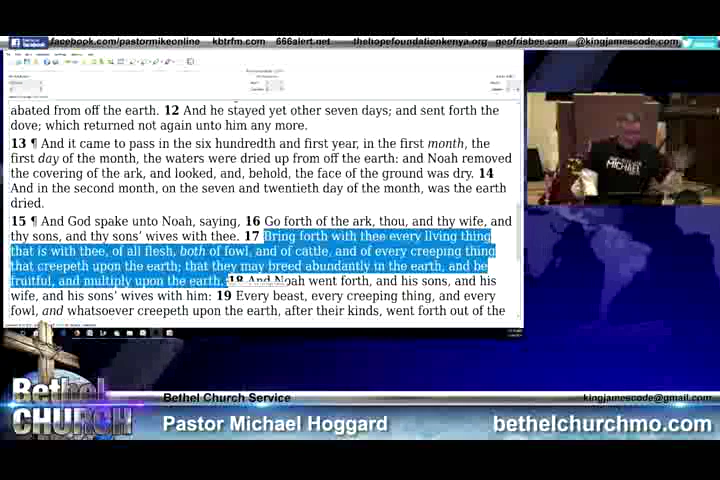 facebook.com/pastormikeonline kbtrfm.com 666alert.net thehopefoundationkenya.org geofrisbee.com @kingjamescode.com
abated from off the earth. 12 And he stayed yet other seven days; and sent forth the
dove; which returned not again unto him any more.
13 ¶ And it came to pass in the six hundredth and first year, in the first month, the
first day of the month, the waters were dried up from off the earth: and Noah removed
the covering of the ark, and looked, and, behold, the face of the ground was dry. 14
And in the second month, on the seven and twentieth day of the month, was the earth
dried.
15 ¶ And God spake unto Noah, saying, 16 Go forth of the ark, thou, and thy wife, and
thy sons, and thy sons' wives with thee. 17 Bring forth with thee every living thing
that is with thee, of all flesh, both of fowl, and of cattle, and of every creeping thing
that creepeth upon the earth; that they may breed abundantly in the earth, and be
fruitful, and multiply upon the earth. 18 And Noah went forth, and his sons, and his
wife, and his sons' wives with him: 19 Every beast, every creeping thing, and every
fowl, and whatsoever creepeth upon the earth, after their kinds, went forth out of the
MICHAEL
Bethel
CHURCH
Bethel Church Service
kingjamescode@gmail.com
Pastor Michael Hoggard
bethelchurchmo.com